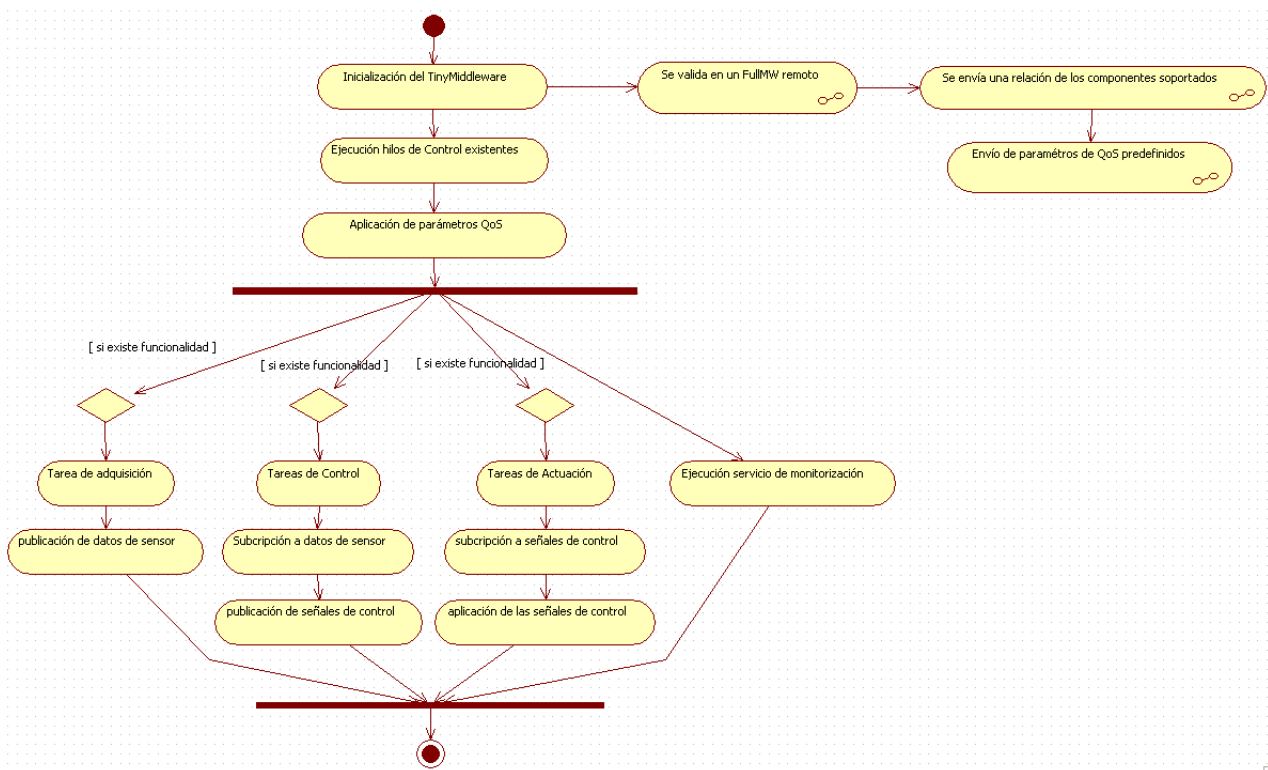 Inicialización del TinyMiddleware
Se valida en un FullMW remoto
Se envía una relación de los componentes soportados
Ejecución hilos de Control existentes
Envío de paramétros de QoS predefinidos
Aplicación de parámetros QoS
[ si existe funcionalidad ]
[ si existe funcionalidad ]
[ si existe funcionalidad ]
Tarea de adquisición
Tareas de Control
Tareas de Actuación
Ejecución servicio de monitorización
publicación de datos de sensor
Subcripción a datos de sensor
subcripción a señales de control
publicación de señales de control
aplicación de las señales de control